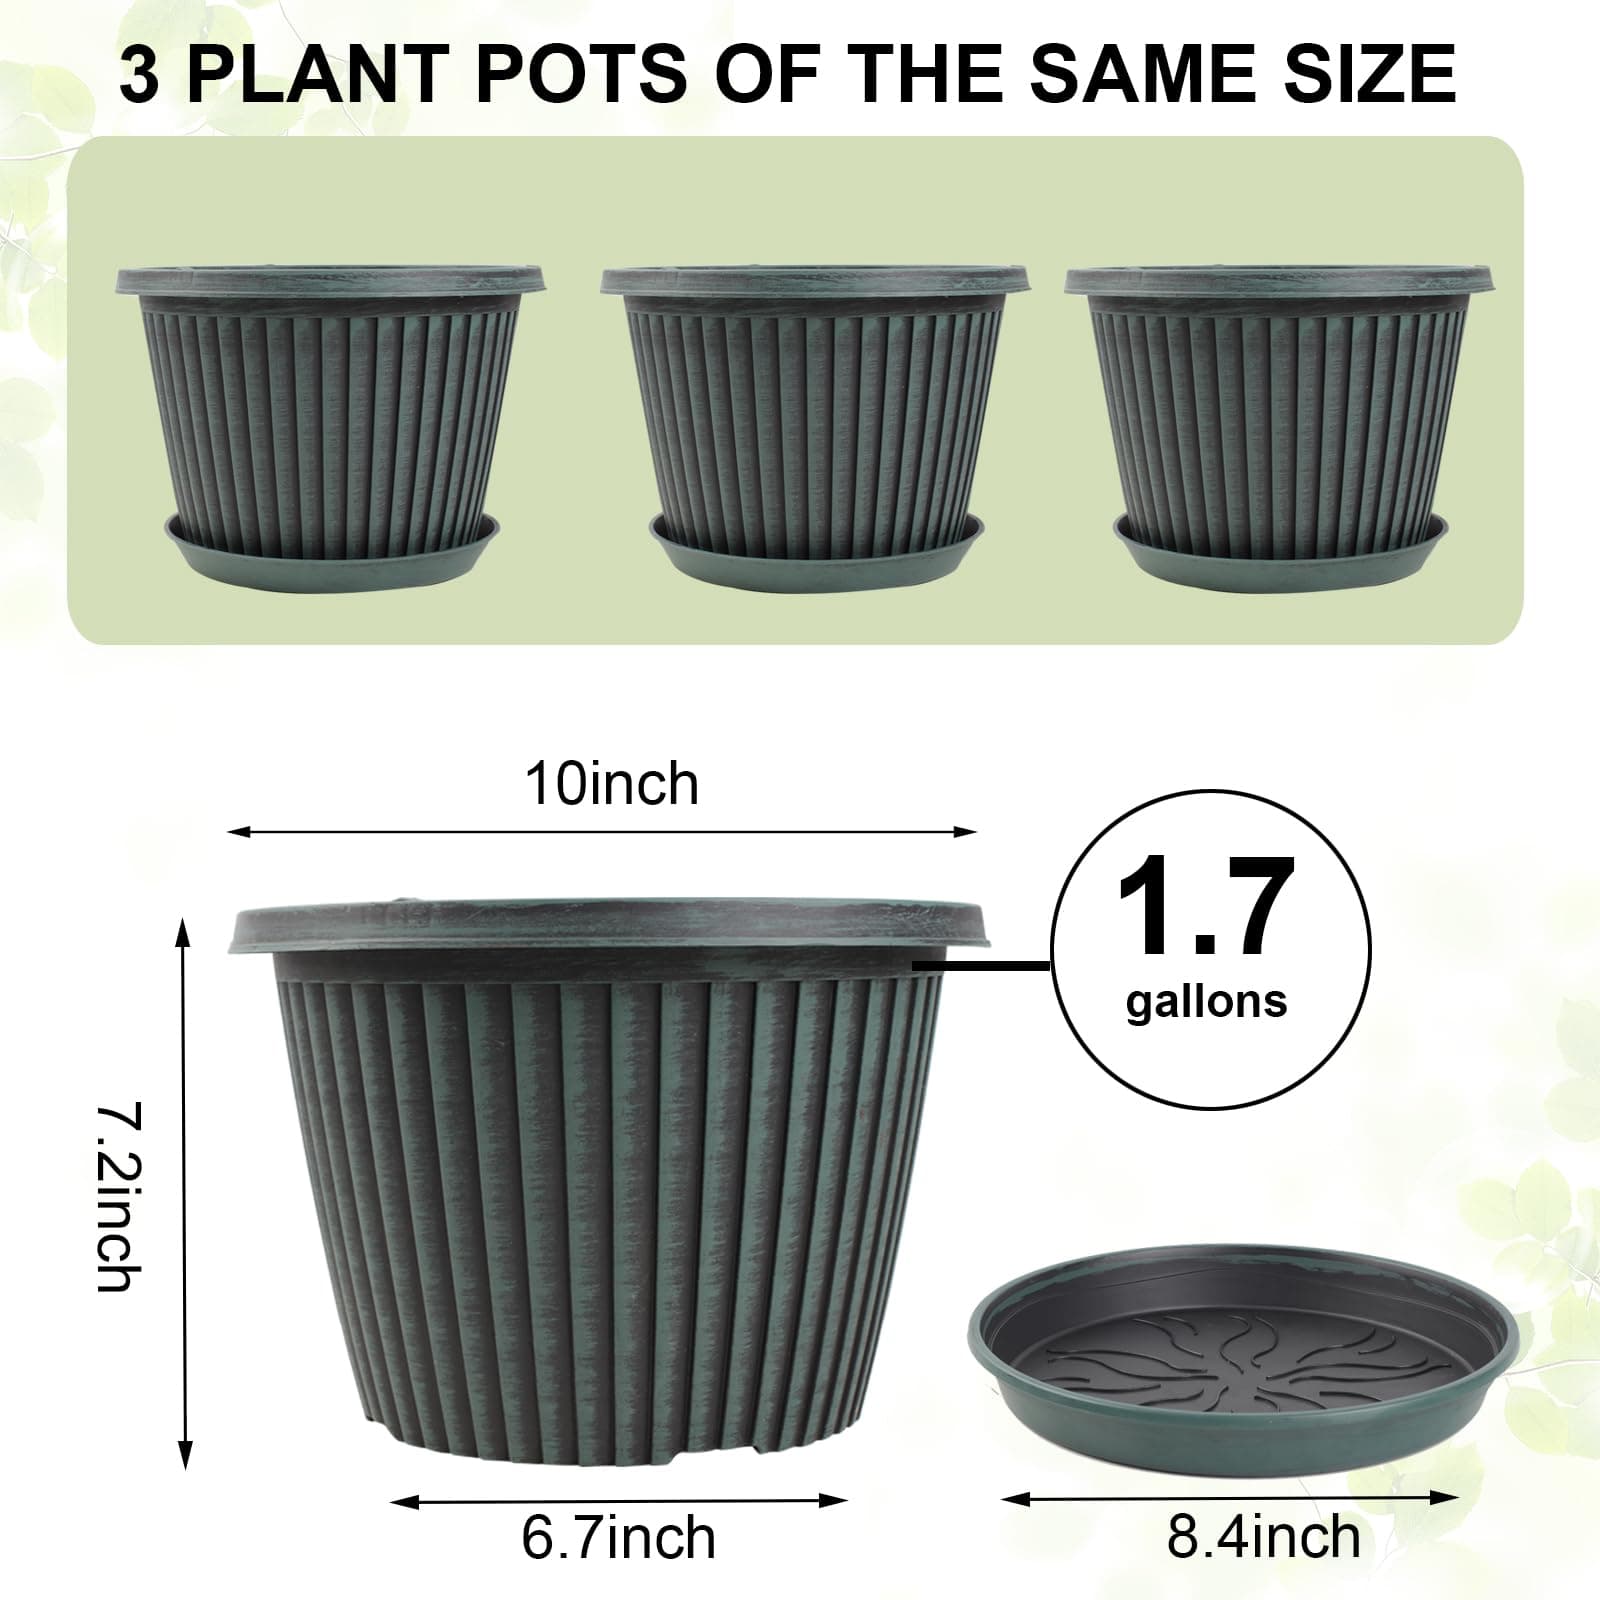 3 PLANT POTS OF THE SAME SIZE
10inch
1.7
gallons
7.2inch
6.7inch
8.4inch